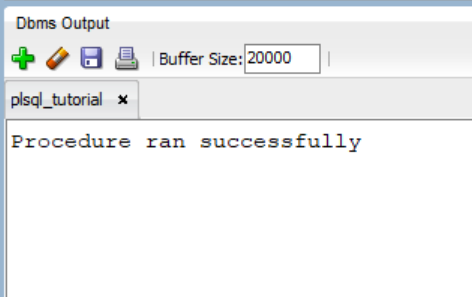 Dbms Output
Buffer Size: 20000
plsql_tutorial
Procedure ran successfully